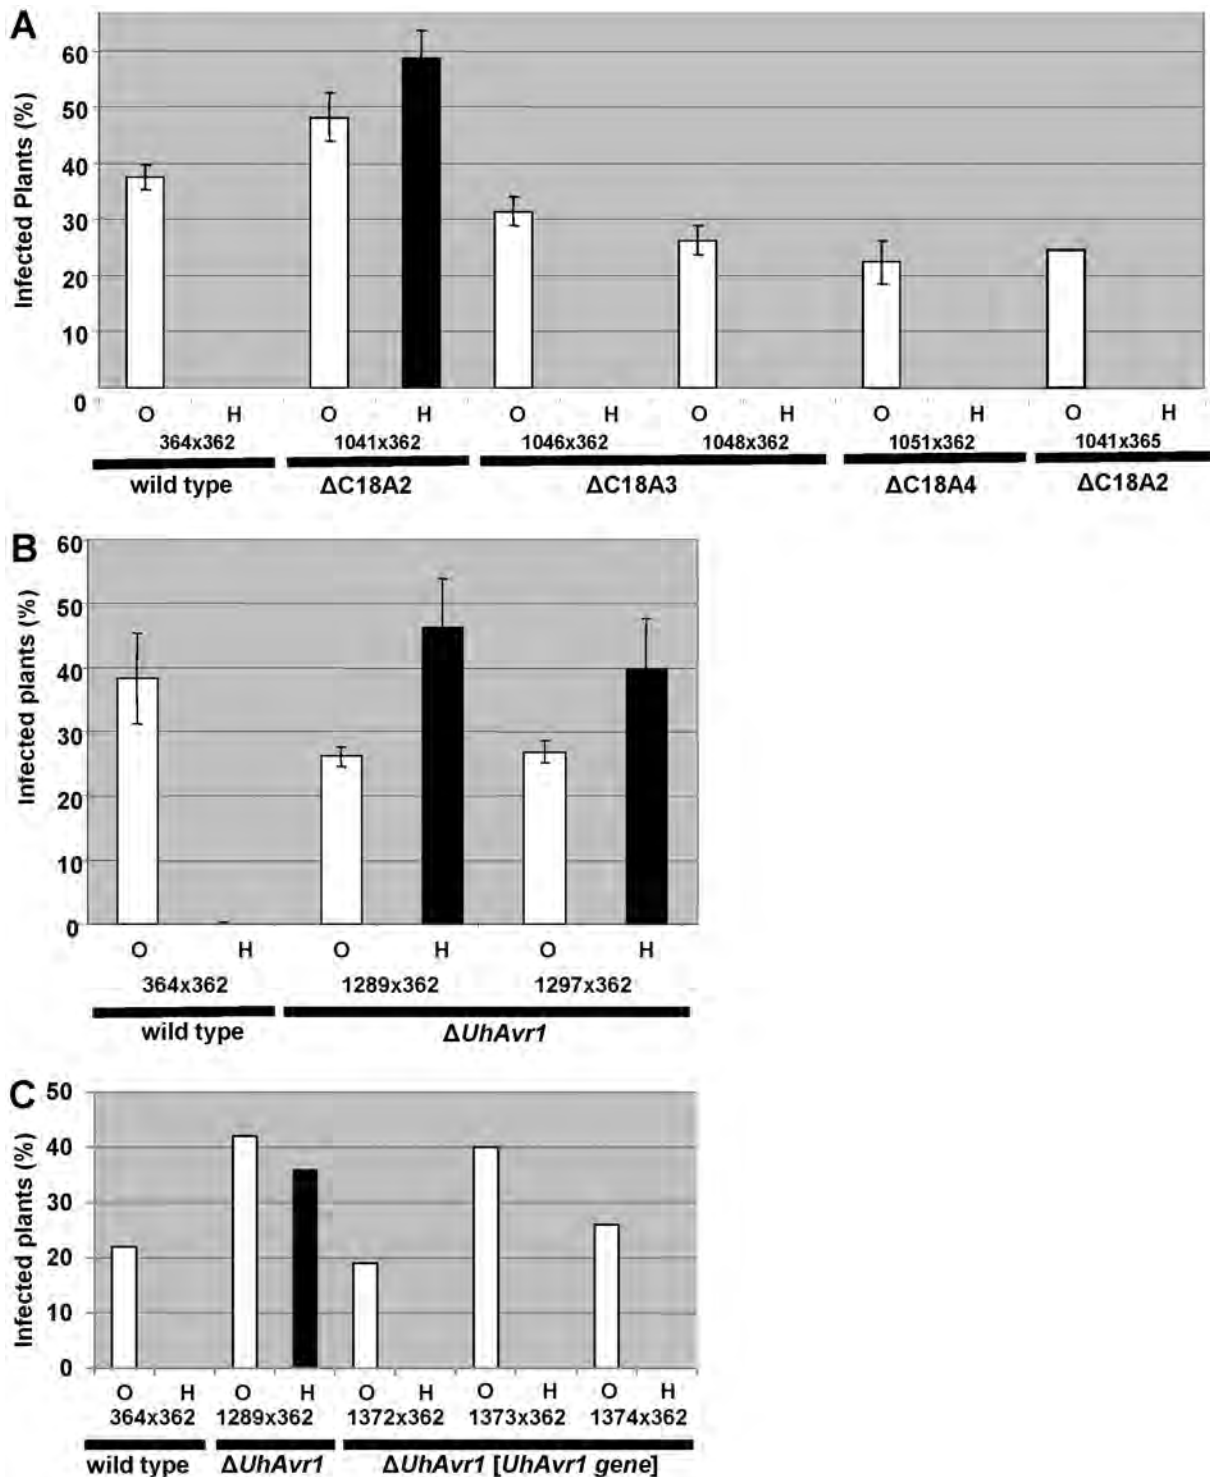 A
Infected Plants (%)
60
50
40
30
20
10
0
O H O H O H O H O H O H
364x362 1041x362 1046x362 1048x362 1051x362 1041x365
wild type ΔC18A2 ΔC18A3 ΔC18A4 ΔC18A2
B
Infected plants (%)
60
50
40
30
20
10
0
O H O H O H
364x362 1289x362 1297x362
wild type ΔUhAvr1
C
Infected plants (%)
50
40
30
20
10
0
O H O H O H O H O H
364x362 1289x362 1372x362 1373x362 1374x362
wild type ΔUhAvr1 ΔUhAvr1 [UhAvr1 gene]